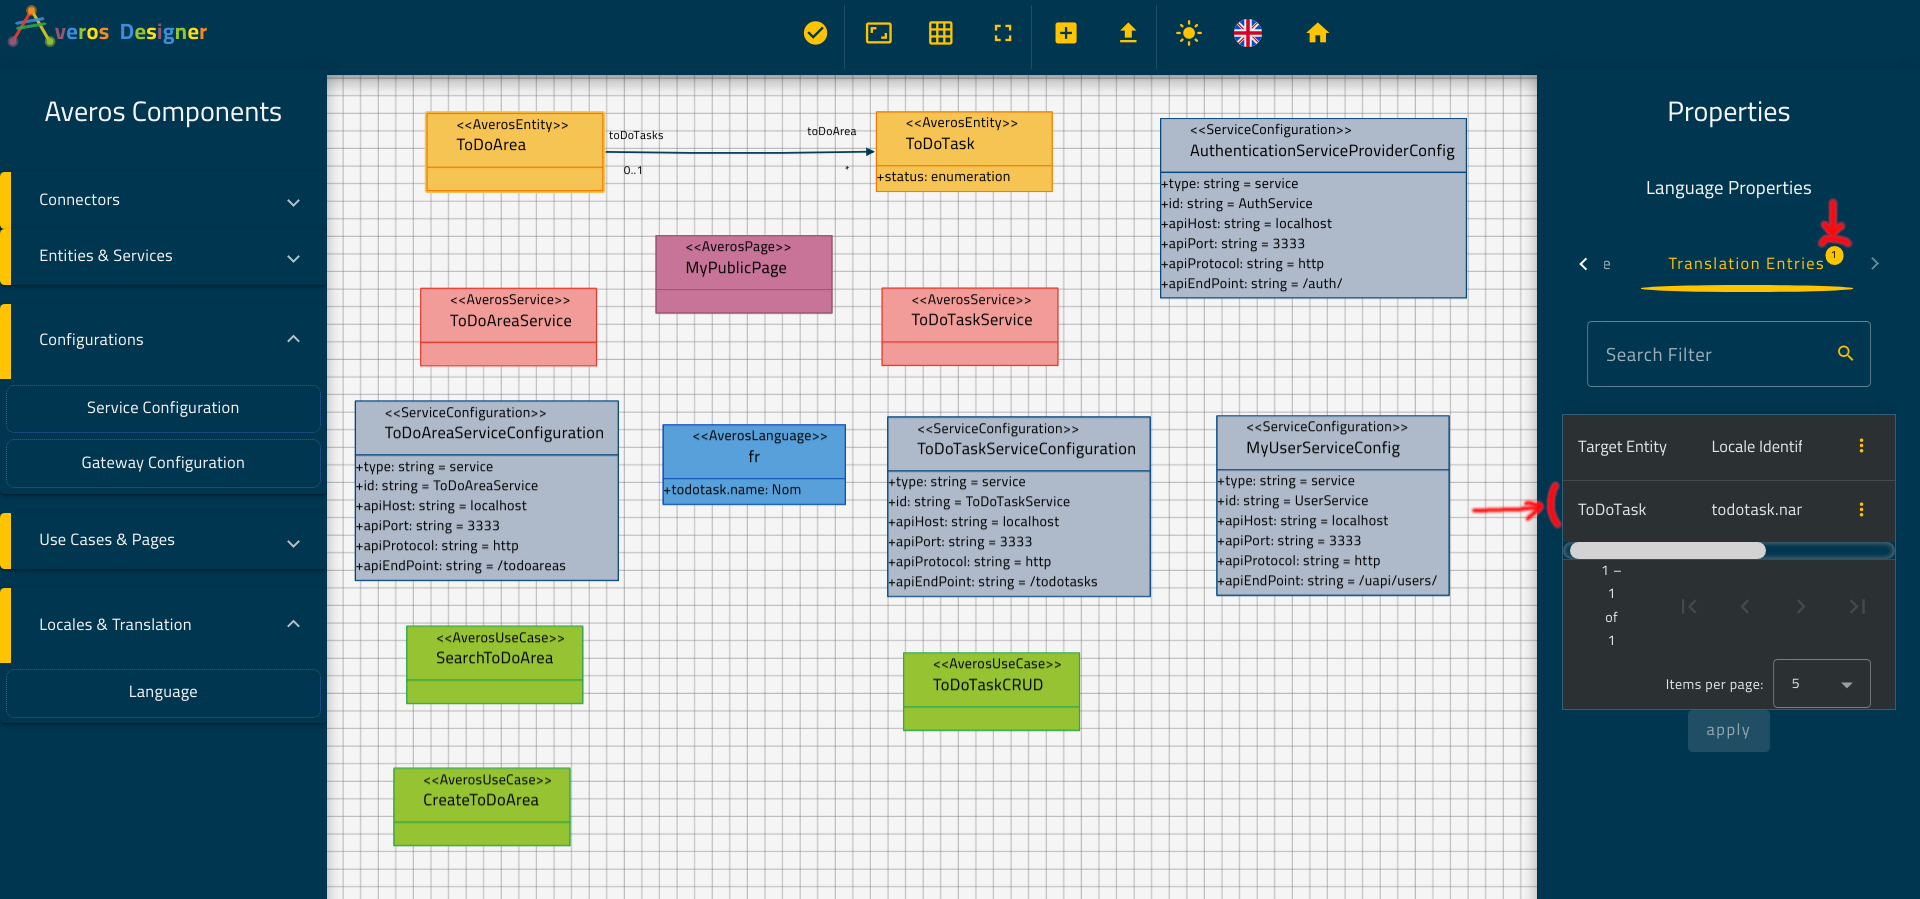 Averos Designer
Averos Components
Connectors
Entities & Services
Configurations
Service Configuration
Gateway Configuration
Use Cases & Pages
Locales & Translation
Language
<<AverosEntity>>
ToDoArea
toDoTasks
0..1
toDoArea
*
<<AverosEntity>>
ToDoTask
+status: enumeration
<<ServiceConfiguration>>
AuthenticationServiceProviderConfig
+type: string = service
+id: string = AuthService
+apiHost: string = localhost
+apiPort: string = 3333
+apiProtocol: string = http
+apiEndPoint: string = /auth/
<<AverosPage>>
MyPublicPage
<<AverosService>>
ToDoAreaService
<<AverosService>>
ToDoTaskService
<<ServiceConfiguration>>
ToDoAreaServiceConfiguration
+type: string = service
+id: string = ToDoAreaService
+apiHost: string = localhost
+apiPort: string = 3333
+apiProtocol: string = http
+apiEndPoint: string = /todoareas
<<AverosLanguage>>
fr
+todotask.name: Nom
<<ServiceConfiguration>>
ToDoTaskServiceConfiguration
+type: string = service
+id: string = ToDoTaskService
+apiHost: string = localhost
+apiPort: string = 3333
+apiProtocol: string = http
+apiEndPoint: string = /todotasks
<<ServiceConfiguration>>
MyUserServiceConfig
+type: string = service
+id: string = UserService
+apiHost: string = localhost
+apiPort: string = 3333
+apiProtocol: string = http
+apiEndPoint: string = /uapi/users/
<<AverosUseCase>>
SearchToDoArea
<<AverosUseCase>>
ToDoTaskCRUD
<<AverosUseCase>>
CreateToDoArea
Properties
Language Properties
e
Translation Entries
1
Search Filter
Target Entity Locale Identif
ToDoTask todotask.nar
1 –
1
of
1
Items per page: 5
apply